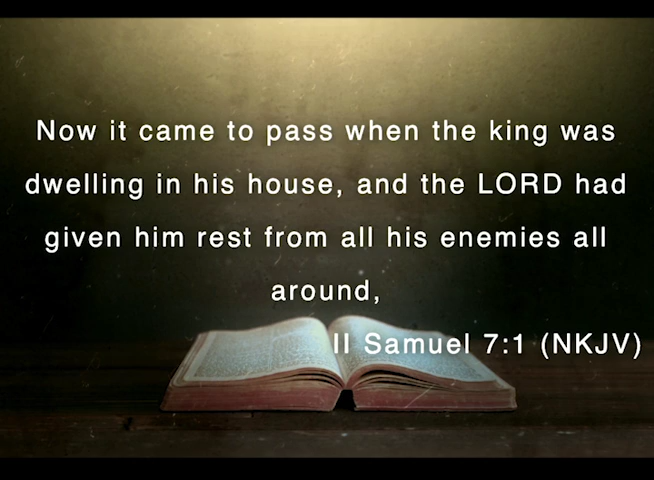 Now it came to pass when the king was
dwelling in his house, and the LORD had
given him rest from all his enemies all
around,
II Samuel 7:1 (NKJV)